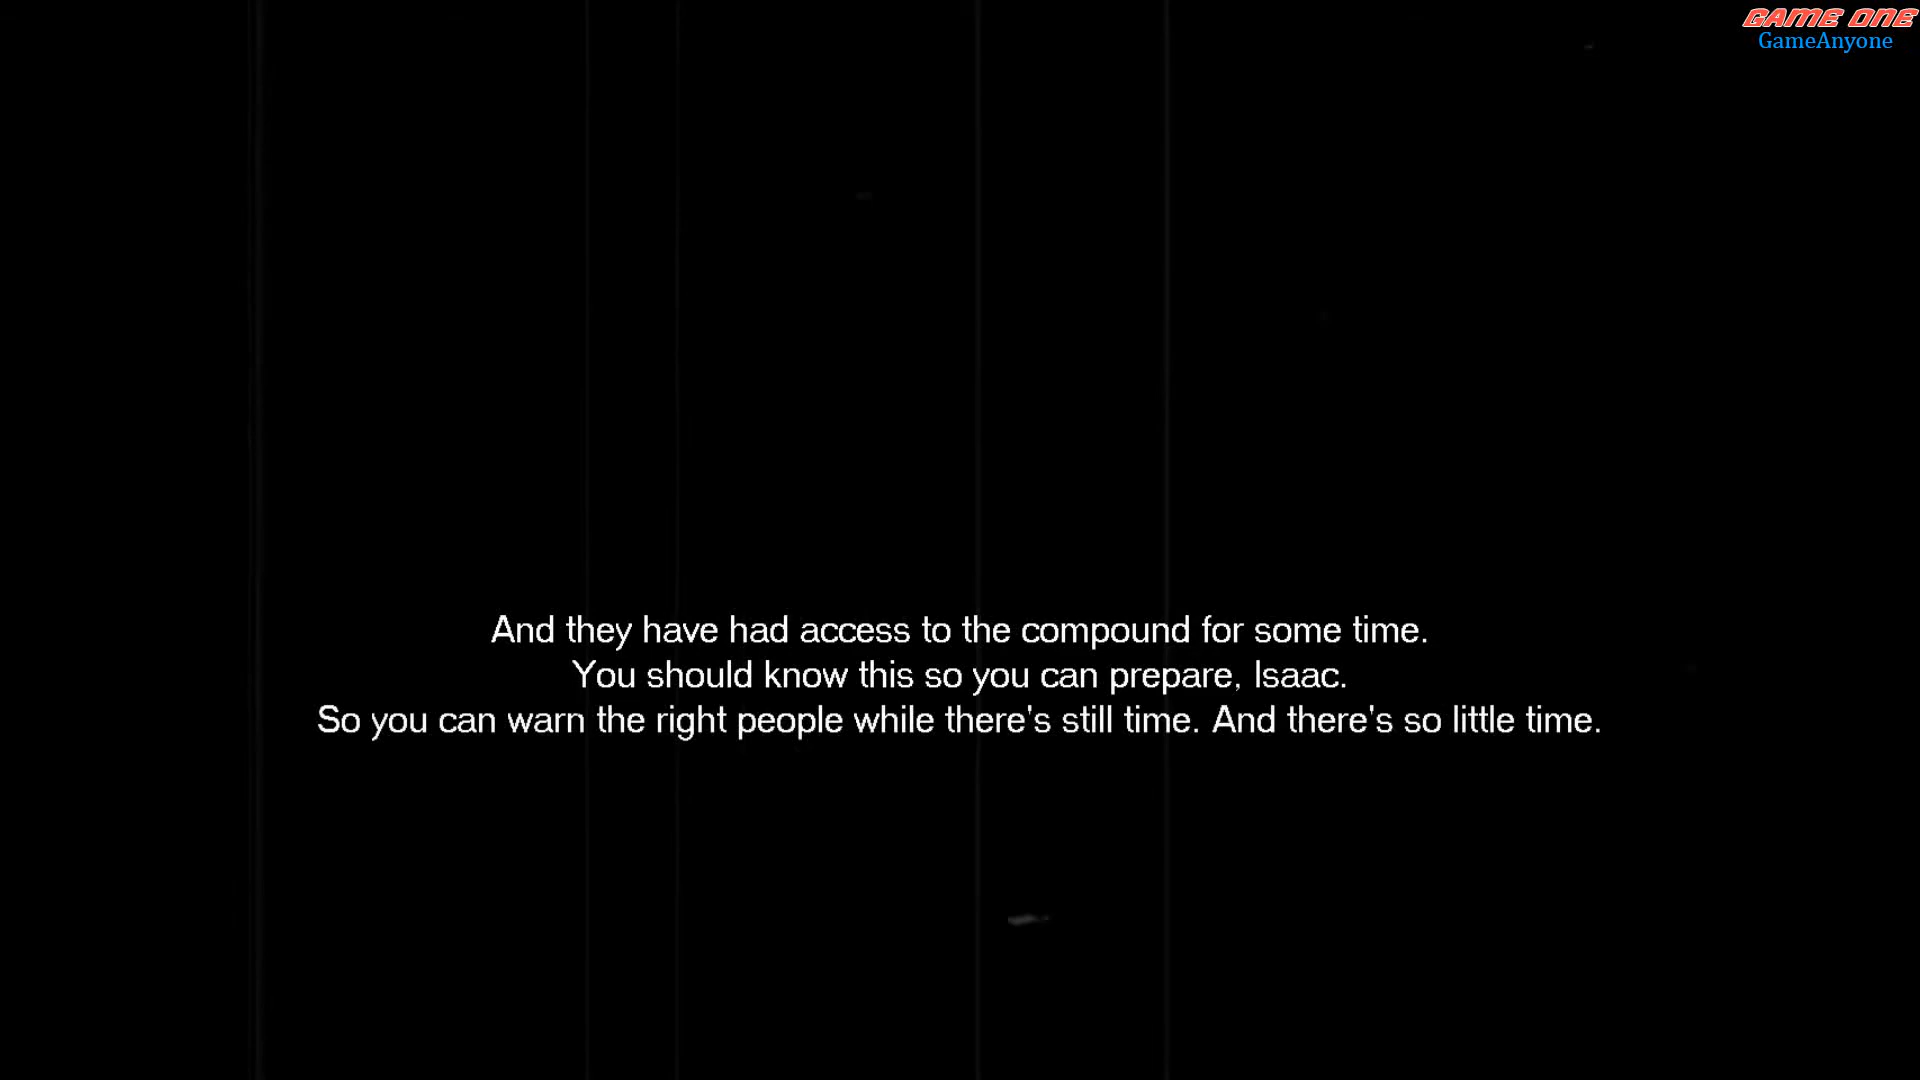 GAME ONE
GameAnyone
And they have had access to the compound for some time.
You should know this so you can prepare, Isaac.
So you can warn the right people while there's still time. And there's so little time.